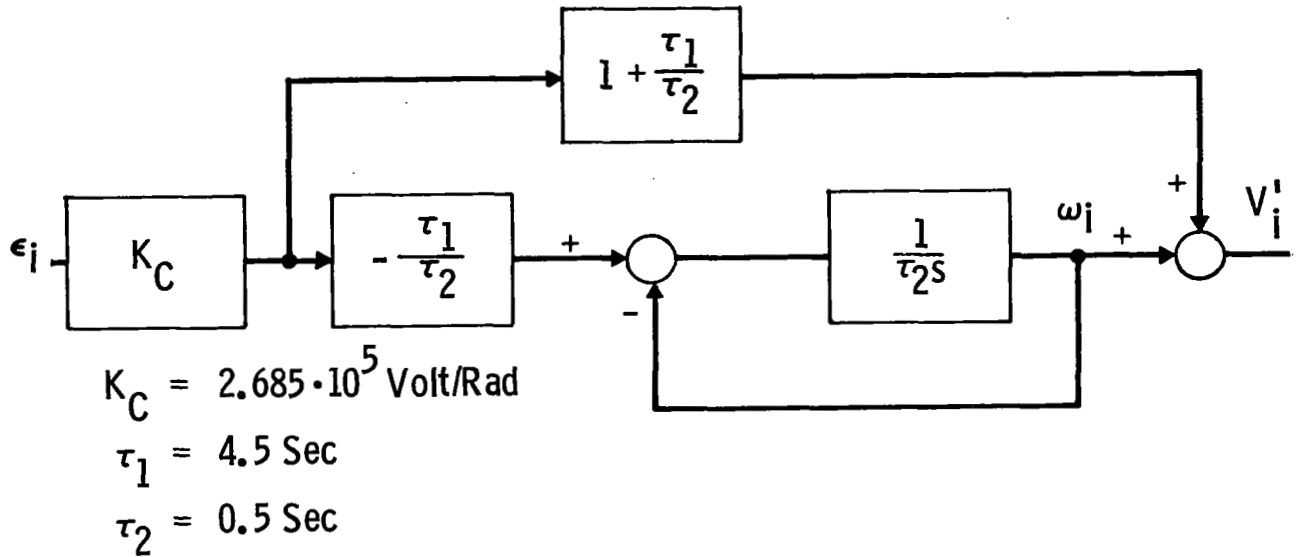 1 + τ1/τ2
+
εi
KC
- τ1/τ2
+
-
1/τ2s
ωi
+
V'i
KC = 2.685·10^5 Volt/Rad
τ1 = 4.5 Sec
τ2 = 0.5 Sec